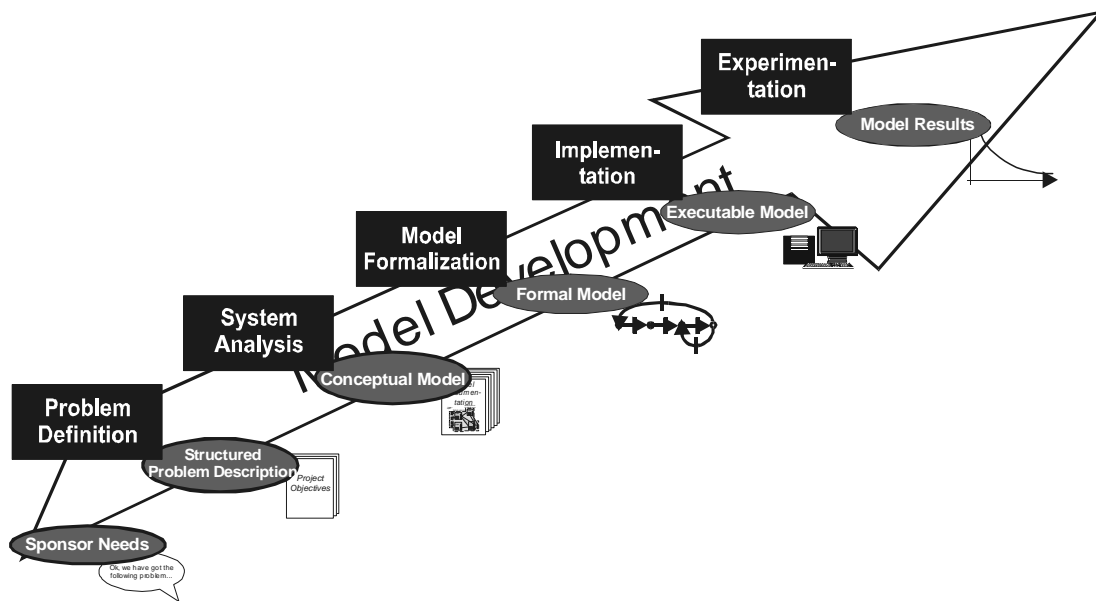 Experimen-
tation
Model Results
Implemen-
tation
Executable Model
Model Development
Model
Formalization
Formal Model
System
Analysis
Conceptual Model
tation
Problem
Definition
Structured
Problem Description
Project
Objectives
Sponsor Needs
Ok, we have got the
following problem...